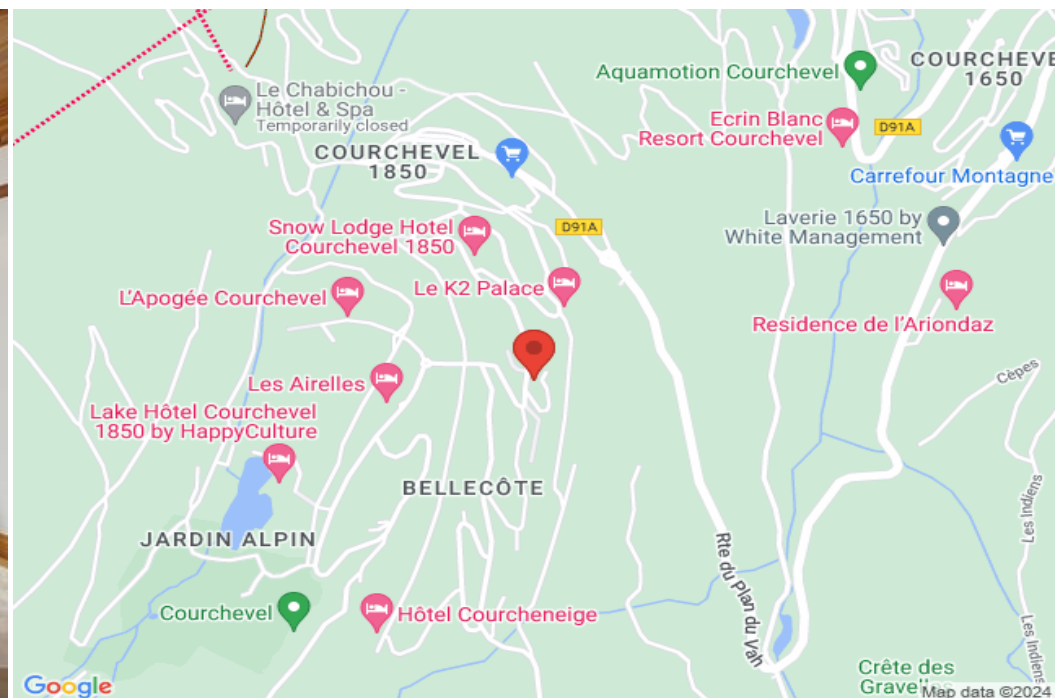 COURCHEVE
1650
Aquamotion Courchevel
Le Chabichou -
Hôtel & Spa
Temporarily closed
Ecrin Blanc
Resort Courchevel
D91A
COURCHEVEL
1850
Carrefour Montagne
Snow Lodge Hotel
Courchevel 1850
D91A
Laverie 1650 by
White Management
L'Apogée Courchevel
Le K2 Palace
Residence de l'Ariondaz
Cèpes
Les Airelles
Lake Hôtel Courchevel
1850 by HappyCulture
BELLECÔTE
Les Indiens
JARDIN ALPIN
Rte du Plan du Vah
Courchevel
Hôtel Courcheneige
Les Indiens
Crête des
Gravelles
Google
Map data ©2024